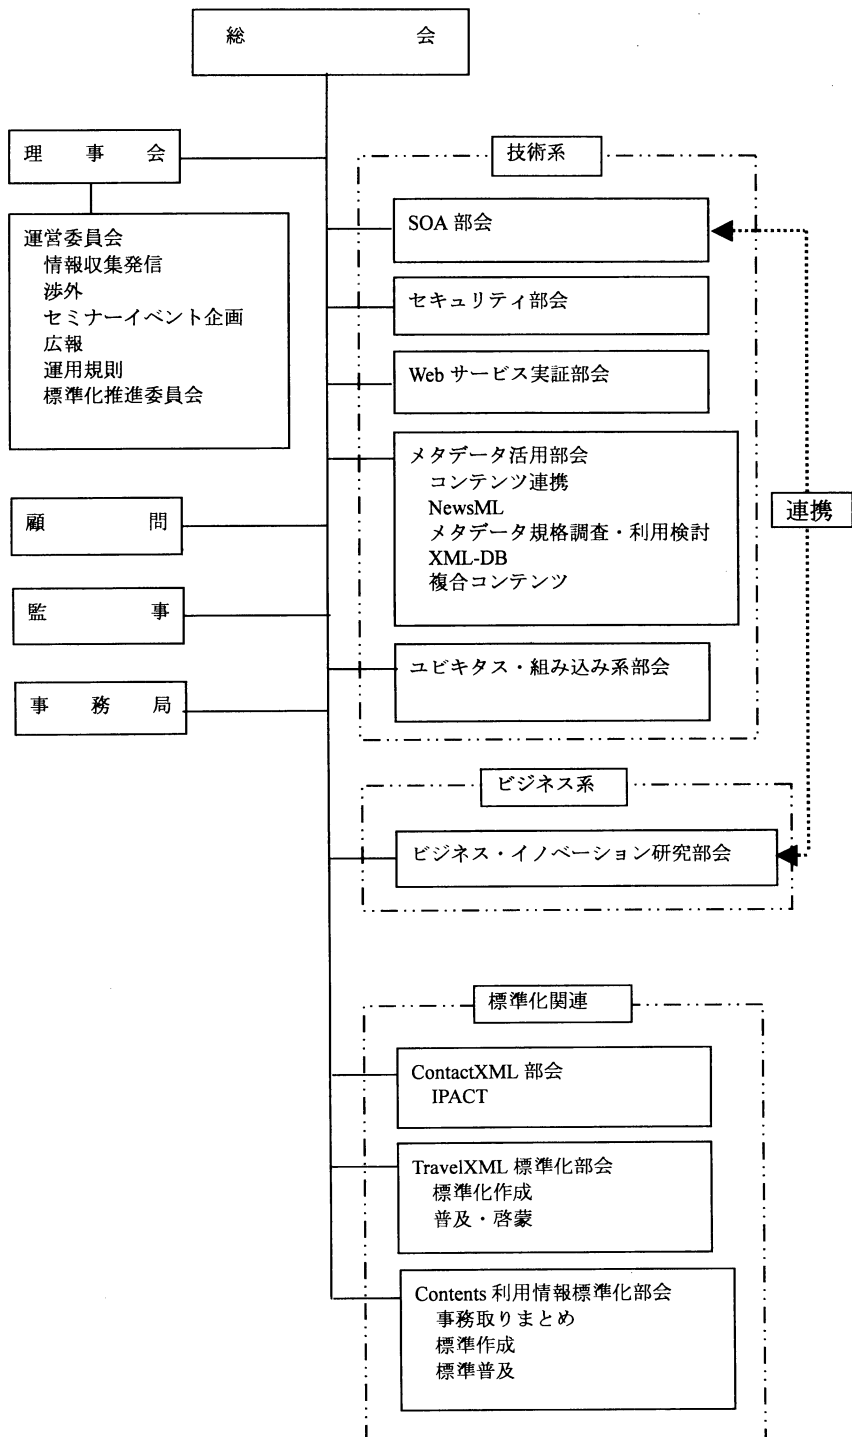 総会
理事会
運営委員会
情報収集発信
渉外
セミナーイベント企画
広報
運用規則
標準化推進委員会
顧問
監事
事務局
技術系
SOA 部会
セキュリティ部会
Web サービス実証部会
メタデータ活用部会
コンテンツ連携
NewsML
メタデータ規格調査・利用検討
XML-DB
複合コンテンツ
ユビキタス・組み込み系部会
連携
ビジネス系
ビジネス・イノベーション研究部会
標準化関連
ContactXML 部会
IPACT
TravelXML 標準化部会
標準化作成
普及・啓蒙
Contents 利用情報標準化部会
事務取りまとめ
標準作成
標準普及